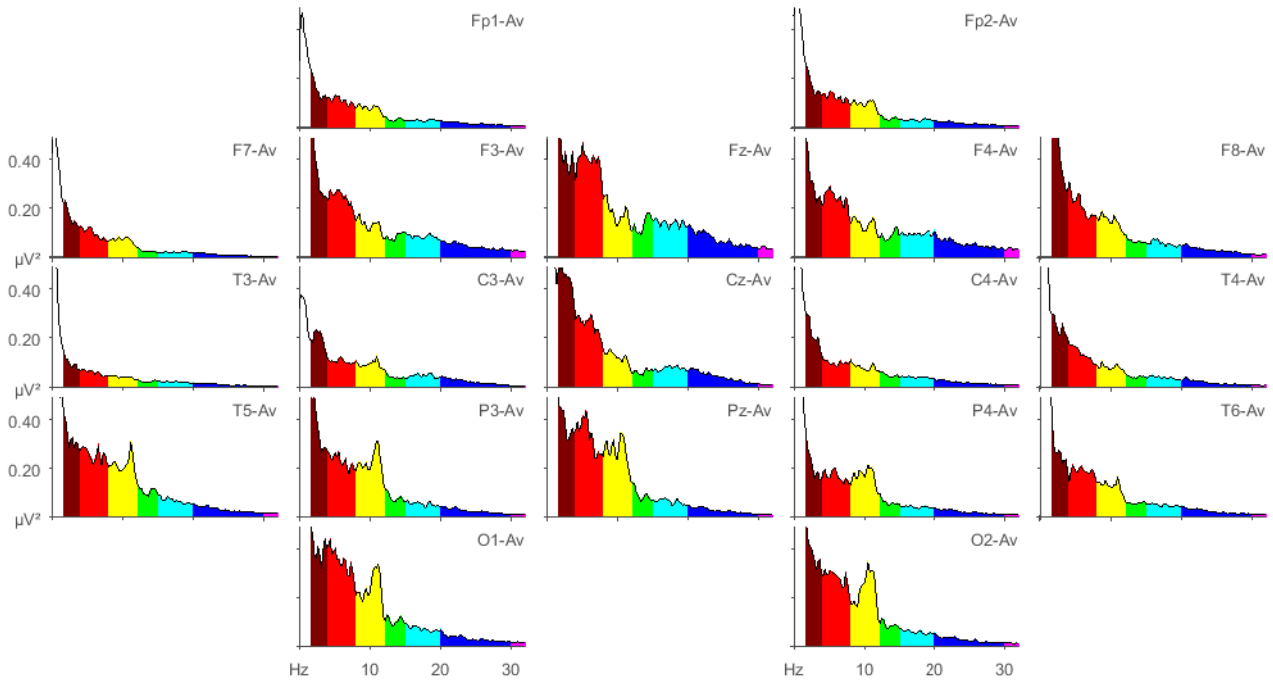 Fp1-Av Fp2-Av
0.40 F7-Av F3-Av Fz-Av F4-Av F8-Av
0.20
µV²
0.40 T3-Av C3-Av Cz-Av C4-Av T4-Av
0.20
µV²
0.40 T5-Av P3-Av Pz-Av P4-Av T6-Av
0.20
µV²
O1-Av O2-Av
Hz 10 20 30 Hz 10 20 30